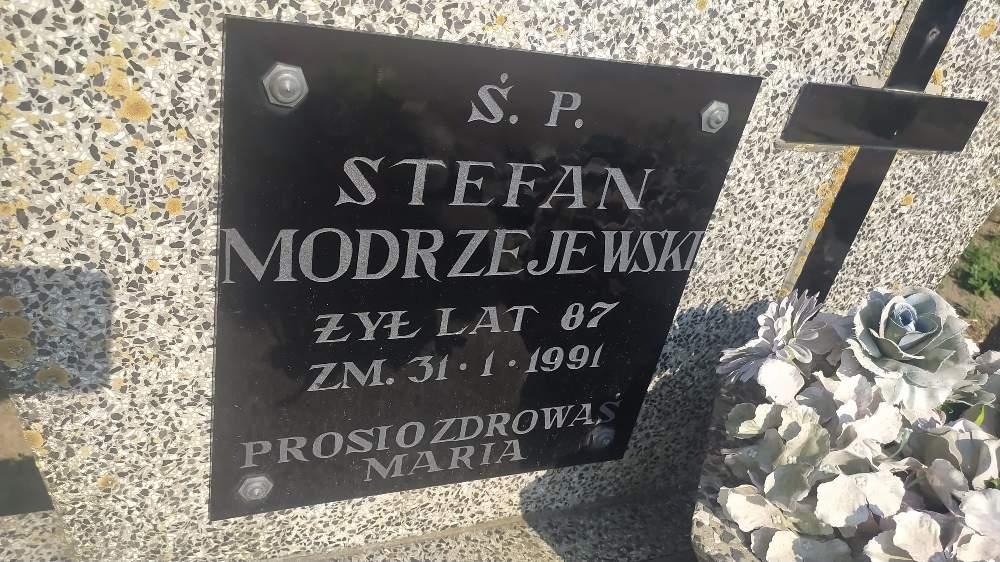 Ś. P.
STEFAN
MODRZEJEWSKI
ŻYŁ LAT 87
ZM. 31·1·1991
PROSI O ZDROWAŚ
MARIA